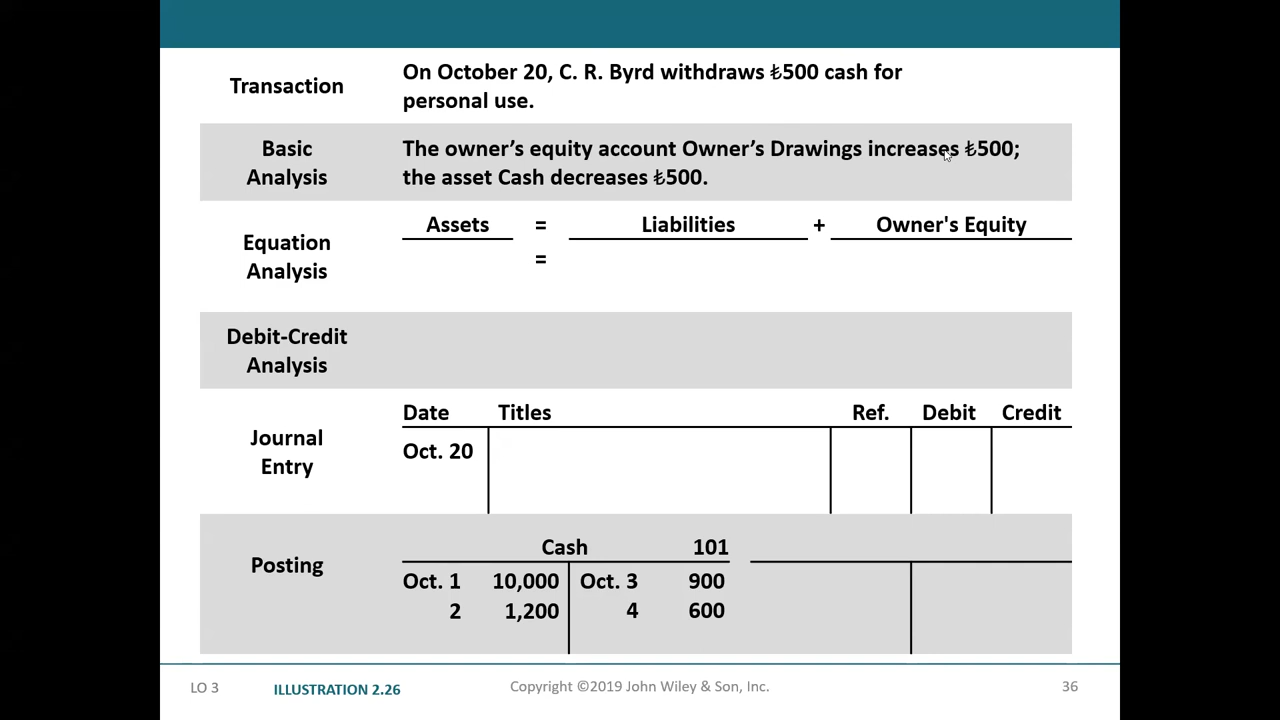 Transaction
On October 20, C. R. Byrd withdraws ₺500 cash for
personal use.
Basic
Analysis
The owner’s equity account Owner’s Drawings increases ₺500;
the asset Cash decreases ₺500.
Equation
Analysis
Assets = Liabilities + Owner's Equity
=
Debit-Credit
Analysis
Journal
Entry
Date Titles Ref. Debit Credit
Oct. 20
Posting
Cash 101
Oct. 1 10,000 Oct. 3 900
2 1,200 4 600
LO 3 ILLUSTRATION 2.26 Copyright ©2019 John Wiley & Son, Inc. 36